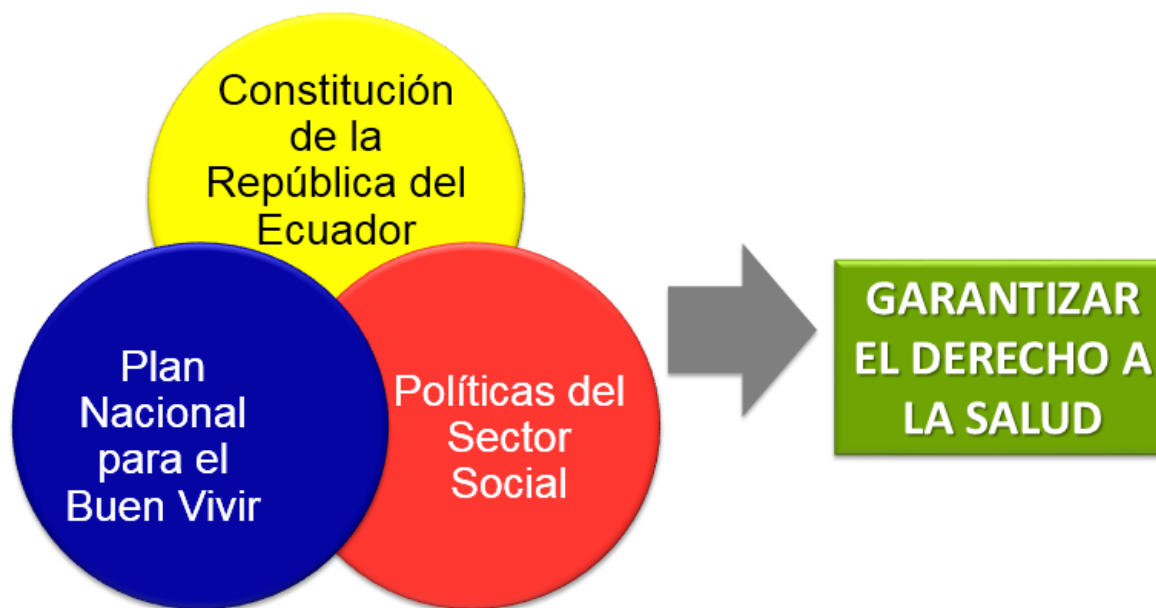 Constitución
de la
República del
Ecuador
Plan
Nacional
para el
Buen Vivir
Políticas del
Sector
Social
GARANTIZAR
EL DERECHO A
LA SALUD